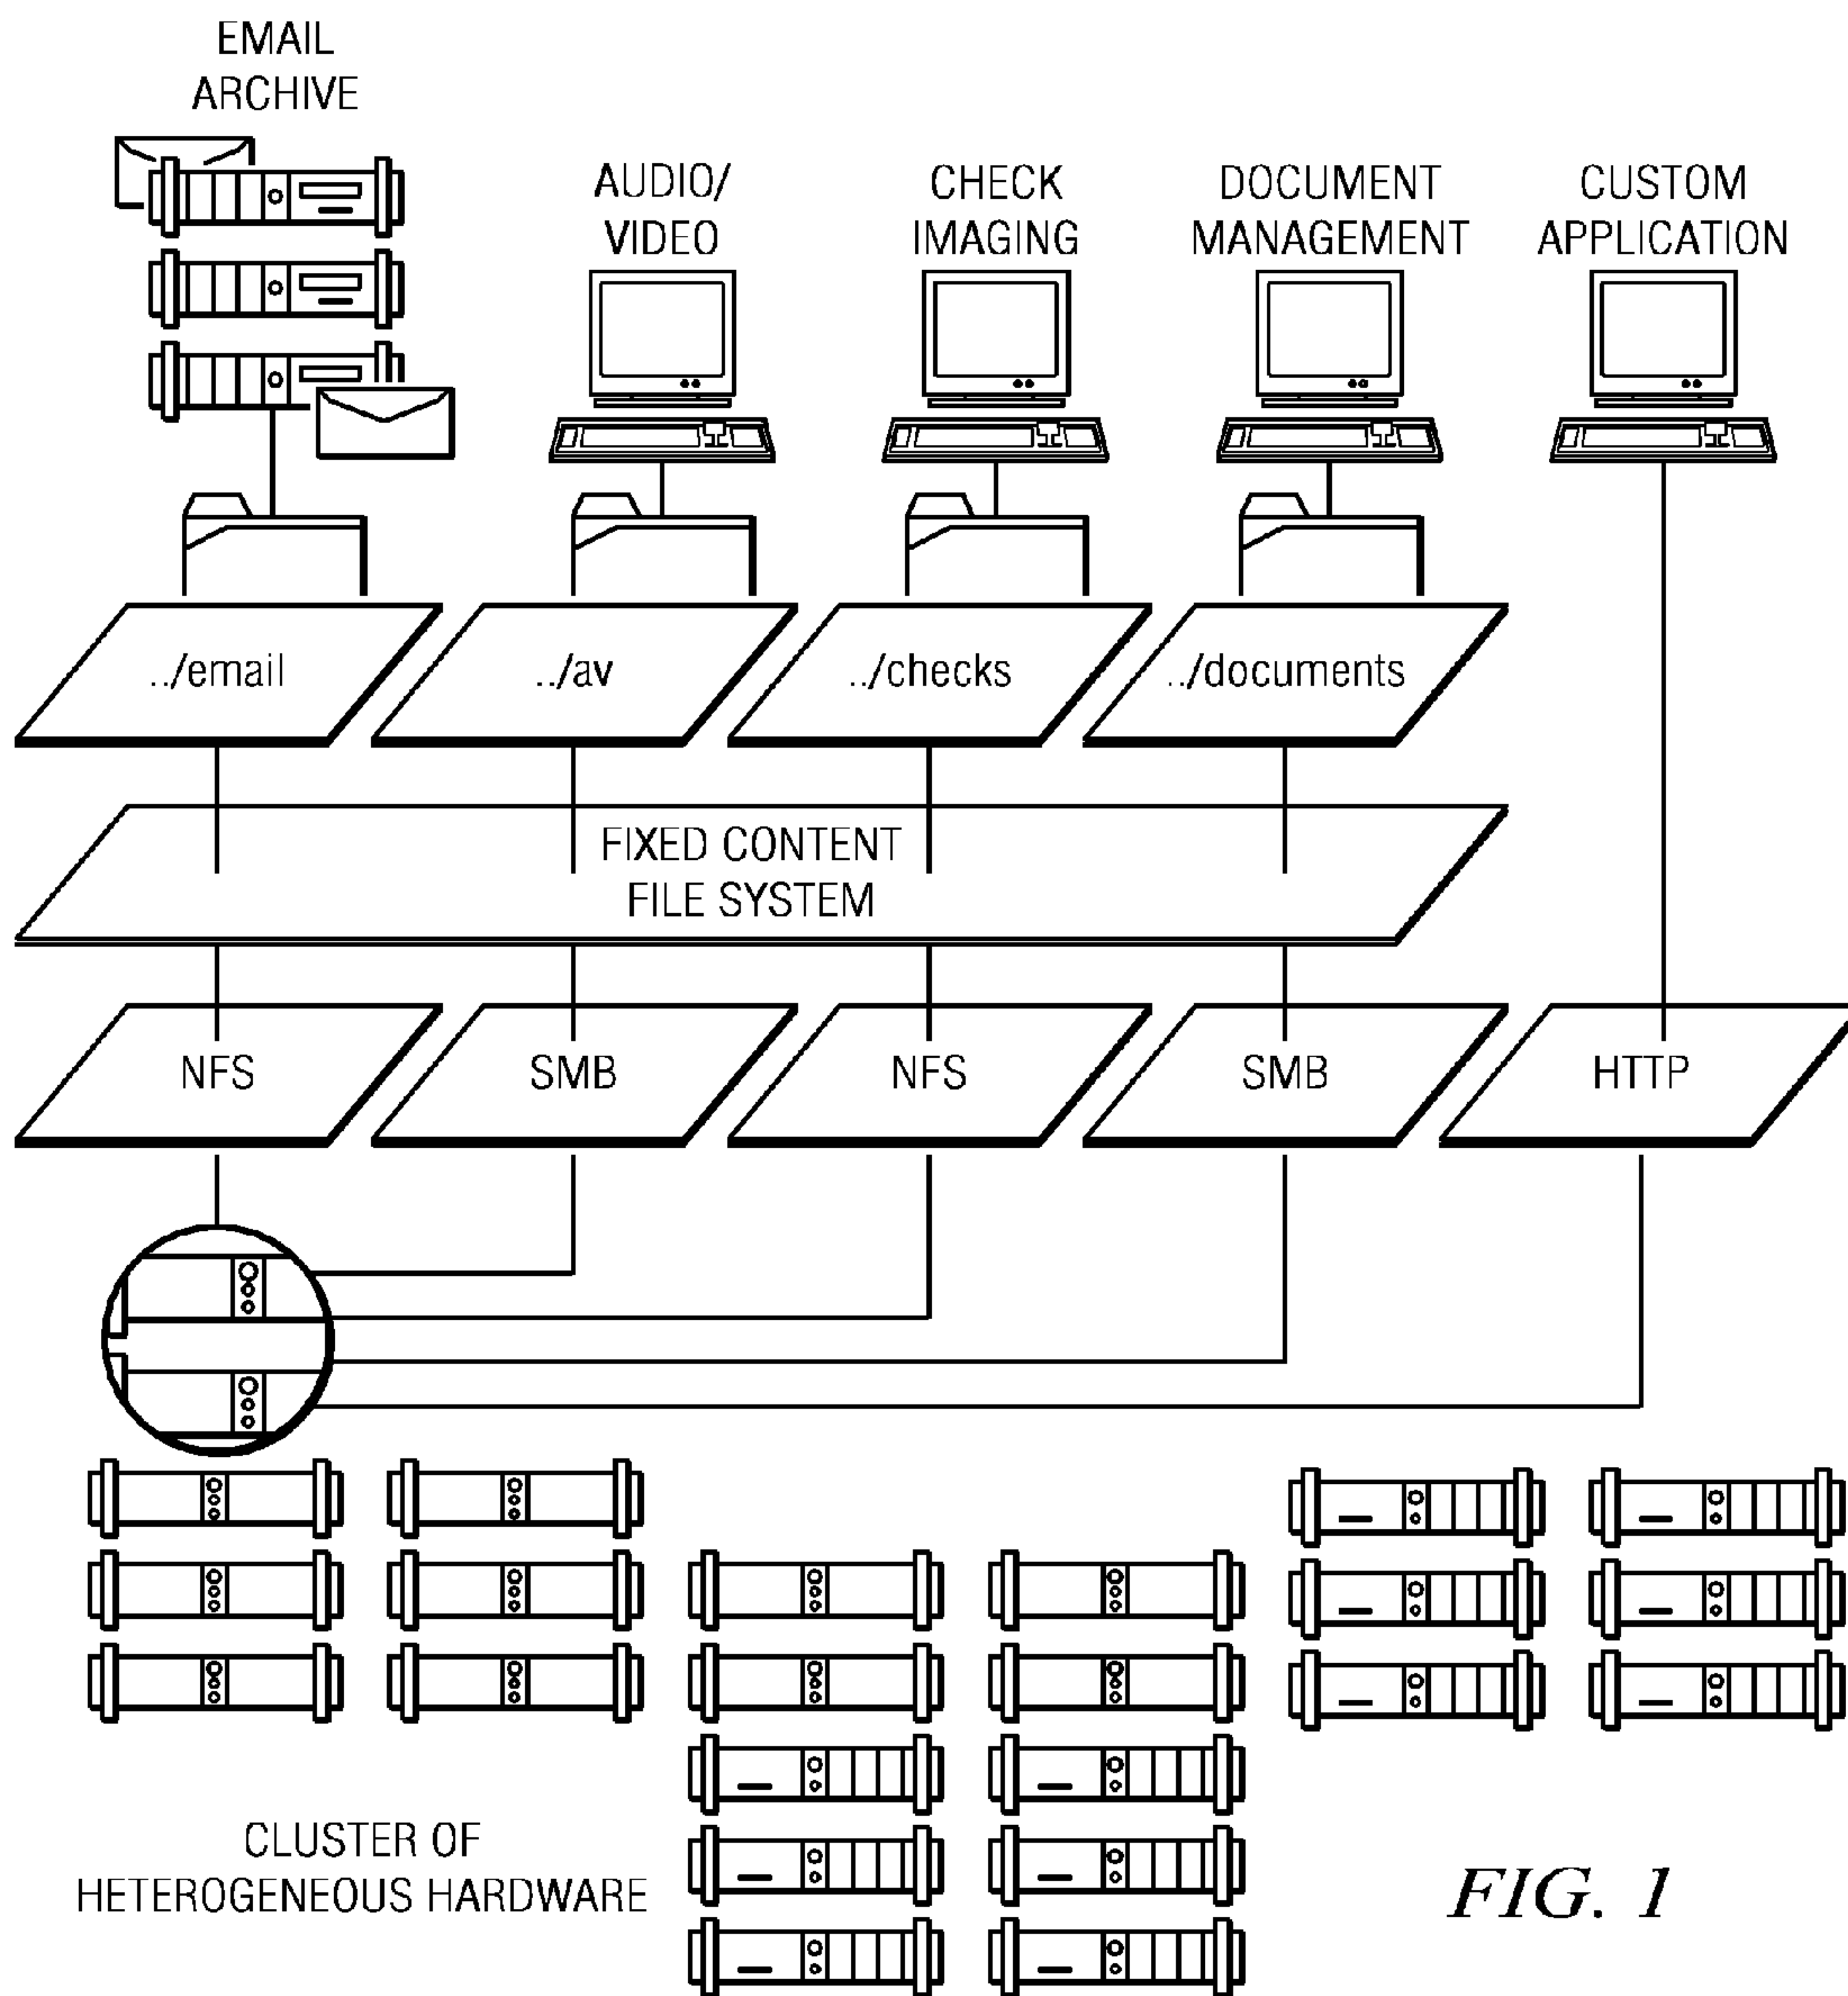 EMAIL
ARCHIVE
AUDIO/
VIDEO
CHECK
IMAGING
DOCUMENT
MANAGEMENT
CUSTOM
APPLICATION
../email
../av
../checks
../documents
FIXED CONTENT
FILE SYSTEM
NFS
SMB
NFS
SMB
HTTP
CLUSTER OF
HETEROGENEOUS HARDWARE
FIG. 1